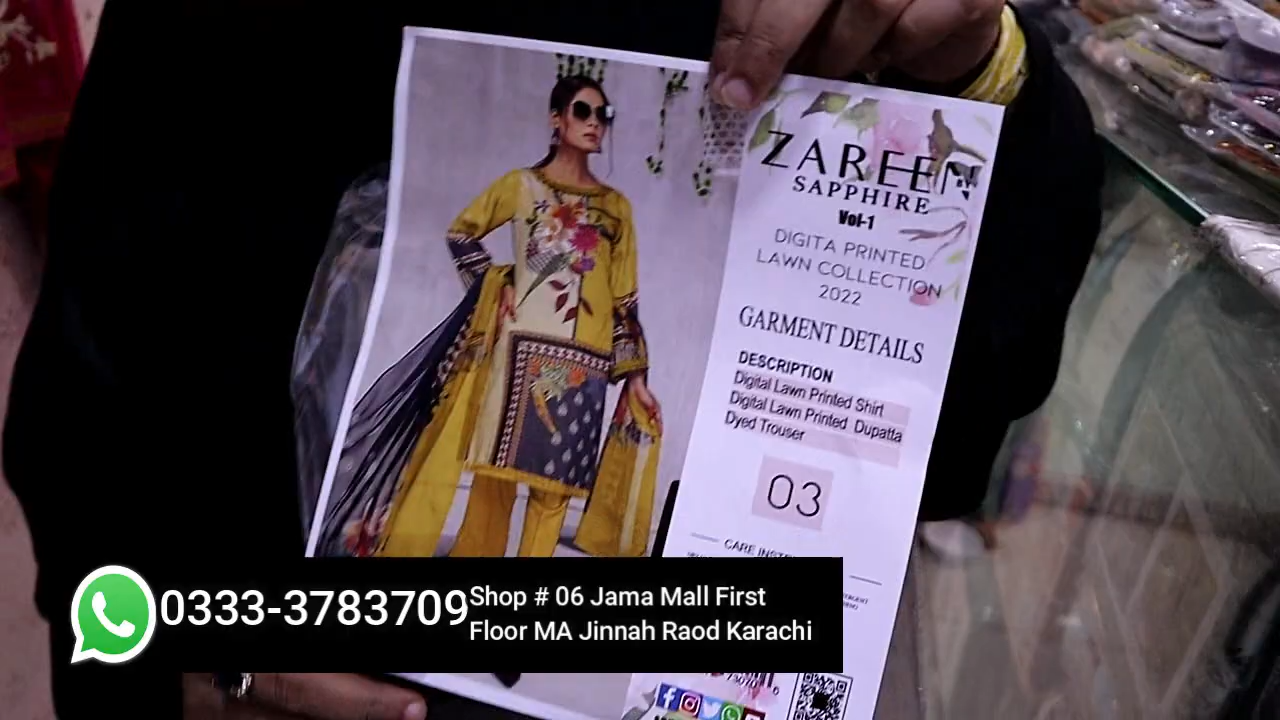 ZAREEN
BY
SAPPHIRE
Vol-1
DIGITA PRINTED
LAWN COLLECTION
2022
GARMENT DETAILS
DESCRIPTION
Digital Lawn Printed Shirt
Digital Lawn Printed Dupatta
Dyed Trouser
03
0333-3783709
Shop # 06 Jama Mall First
Floor MA Jinnah Raod Karachi